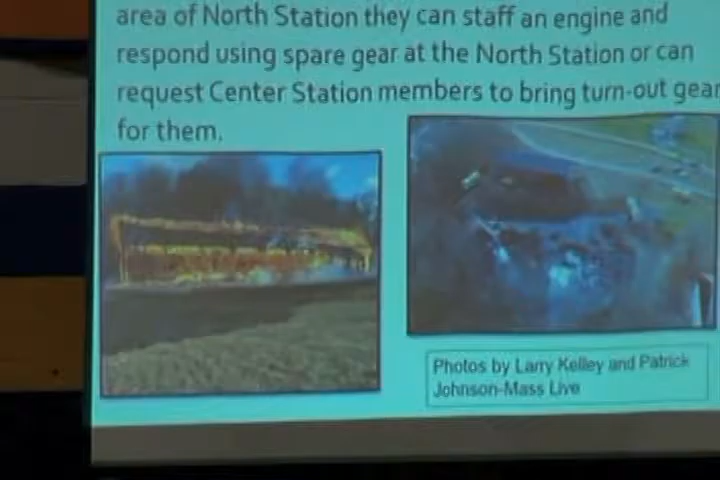 area of North Station they can staff an engine and
respond using spare gear at the North Station or can
request Center Station members to bring turn-out gear
for them.
Photos by Larry Kelley and Patrick
Johnson-Mass Live